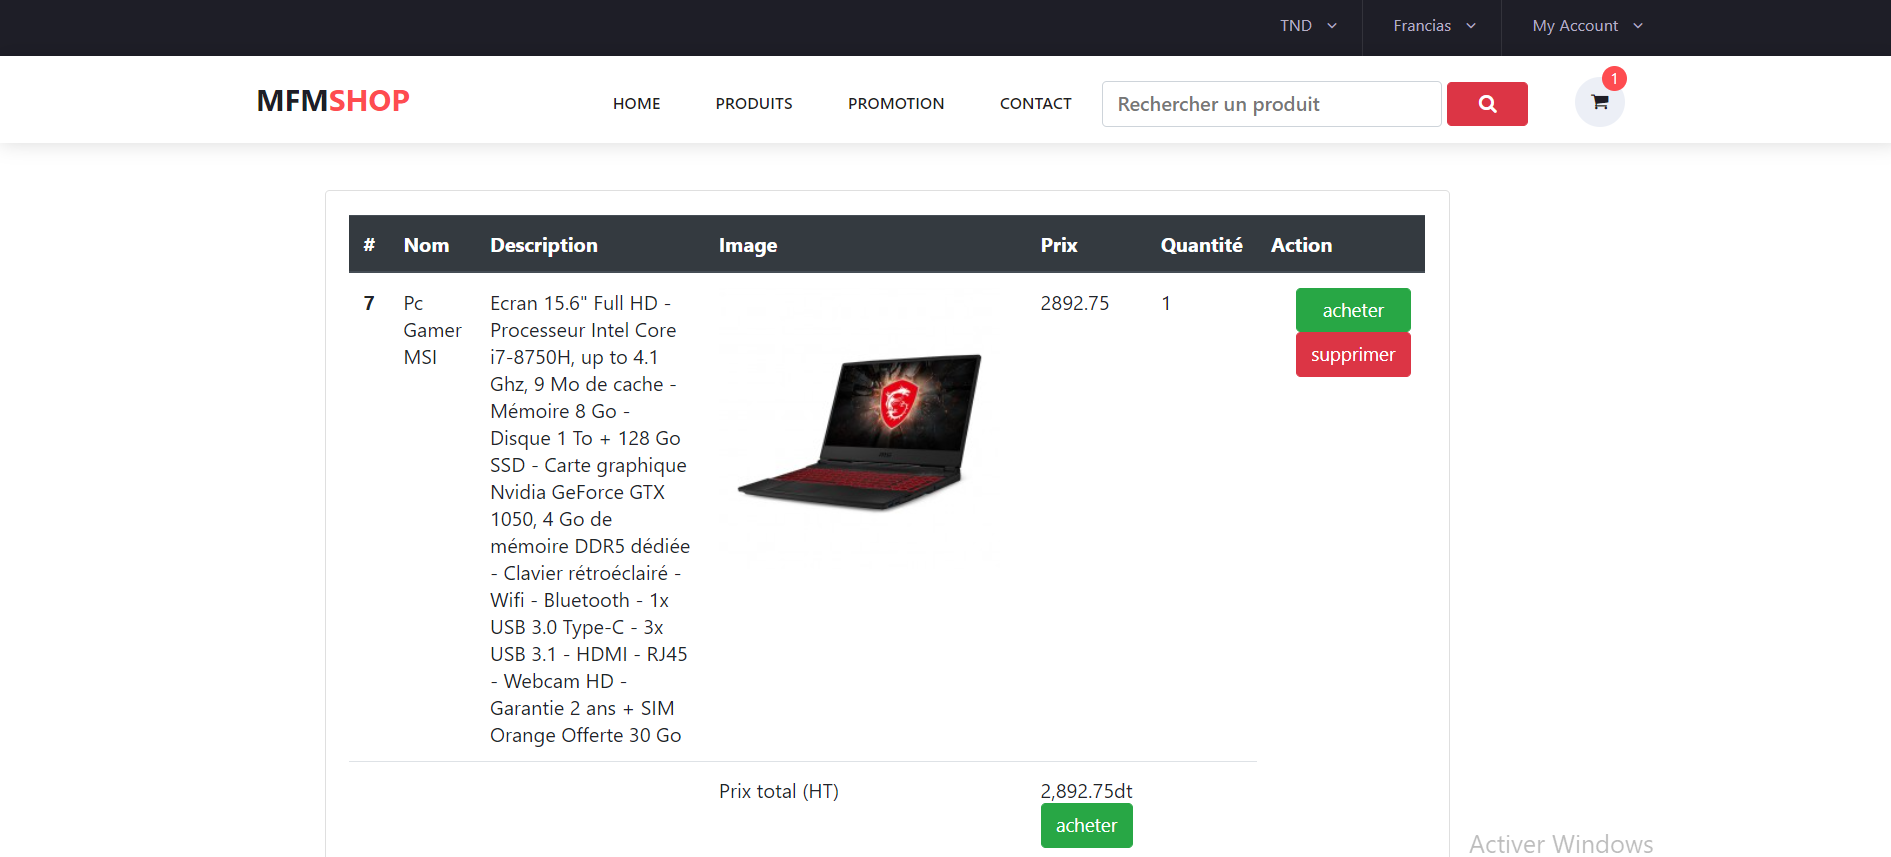 TND Francias My Account
MFMSHOP HOME PRODUITS PROMOTION CONTACT Rechercher un produit 1
# Nom Description Image Prix Quantité Action
7 Pc Gamer MSI
Ecran 15.6" Full HD -
Processeur Intel Core
i7-8750H, up to 4.1
Ghz, 9 Mo de cache -
Mémoire 8 Go -
Disque 1 To + 128 Go
SSD - Carte graphique
Nvidia GeForce GTX
1050, 4 Go de
mémoire DDR5 dédiée
- Clavier rétroéclairé -
Wifi - Bluetooth - 1x
USB 3.0 Type-C - 3x
USB 3.1 - HDMI - RJ45
- Webcam HD -
Garantie 2 ans + SIM
Orange Offerte 30 Go
2892.75 1 acheter
supprimer
Prix total (HT) 2,892.75dt
acheter
Activer Windows